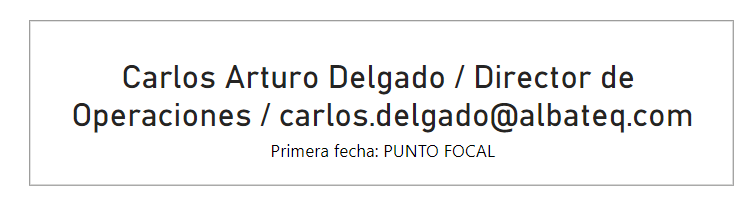 Carlos Arturo Delgado / Director de
Operaciones / carlos.delgado@albateq.com
Primera fecha: PUNTO FOCAL